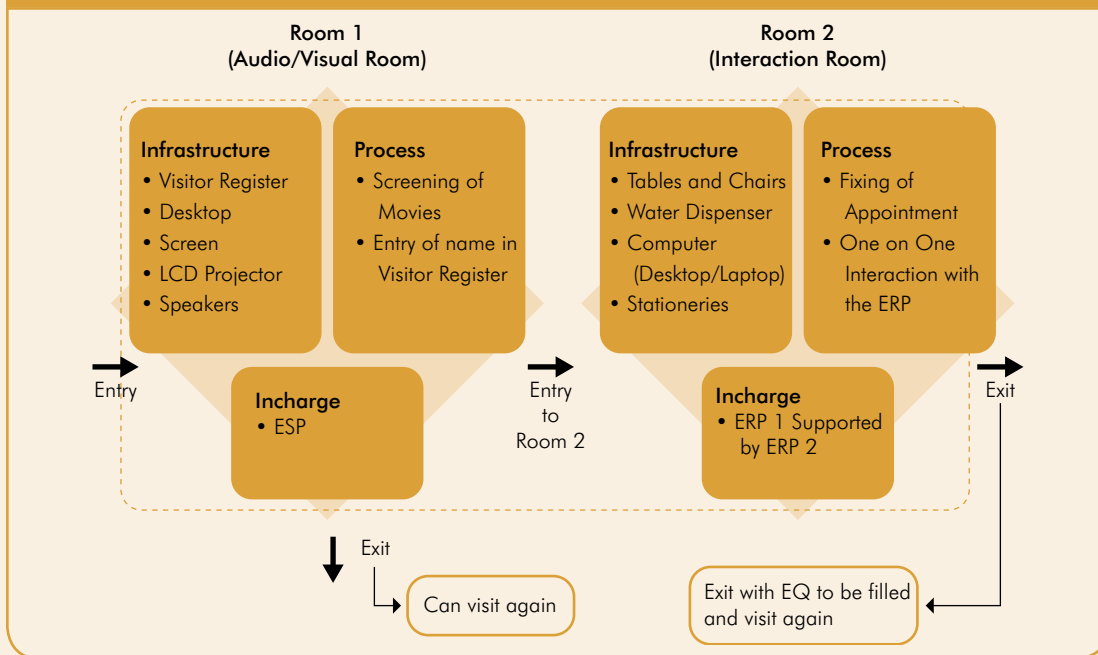 Room 1
(Audio/Visual Room)
Room 2
(Interaction Room)
Infrastructure
• Visitor Register
• Desktop
• Screen
• LCD Projector
• Speakers
Process
• Screening of
Movies
• Entry of name in
Visitor Register
Incharge
• ESP
Infrastructure
• Tables and Chairs
• Water Dispenser
• Computer
(Desktop/Laptop)
• Stationeries
Process
• Fixing of
Appointment
• One on One
Interaction with
the ERP
Incharge
• ERP 1 Supported
by ERP 2
Entry
Entry
to
Room 2
Exit
Exit
Can visit again
Exit with EQ to be filled
and visit again